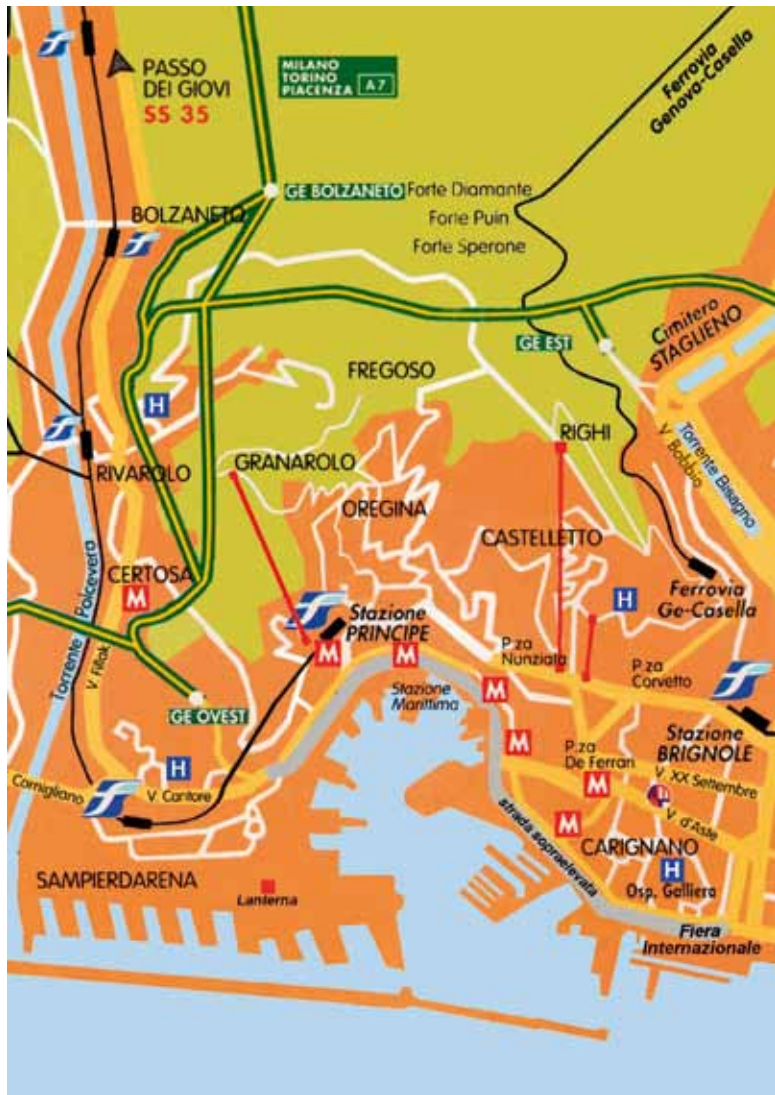 PASSO
DEI GIOVI
SS 35
MILANO
TORINO
PIACENZA A7
Ferrovia
Genova-Casella
GE BOLZANETO
Forte Diamante
Forte Puin
Forte Sperone
BOLZANETO
GE EST
Cimitero
STAGLIENO
FREGOSO
H
RIGHI
Torrente Bisagno
V. Bobbio
RIVAROLO
GRANAROLO
OREGINA
CASTELLETTO
CERTOSA
M
Torrente Polcevera
V. Fillak
Stazione
PRINCIPE
M
M
H
Ferrovia
Ge-Casella
P.za
Nunziata
P.za
Corvetto
Stazione
Marittima
M
GE OVEST
M
Stazione
BRIGNOLE
P.za
De Ferrari
M
V. XX Settembre
H
V. Cantore
Cornigliano
V. d'Aste
M
strada sopraelevata
CARIGNANO
H
Osp. Galliera
SAMPIERDARENA
Lanterna
Fiera
Internazionale